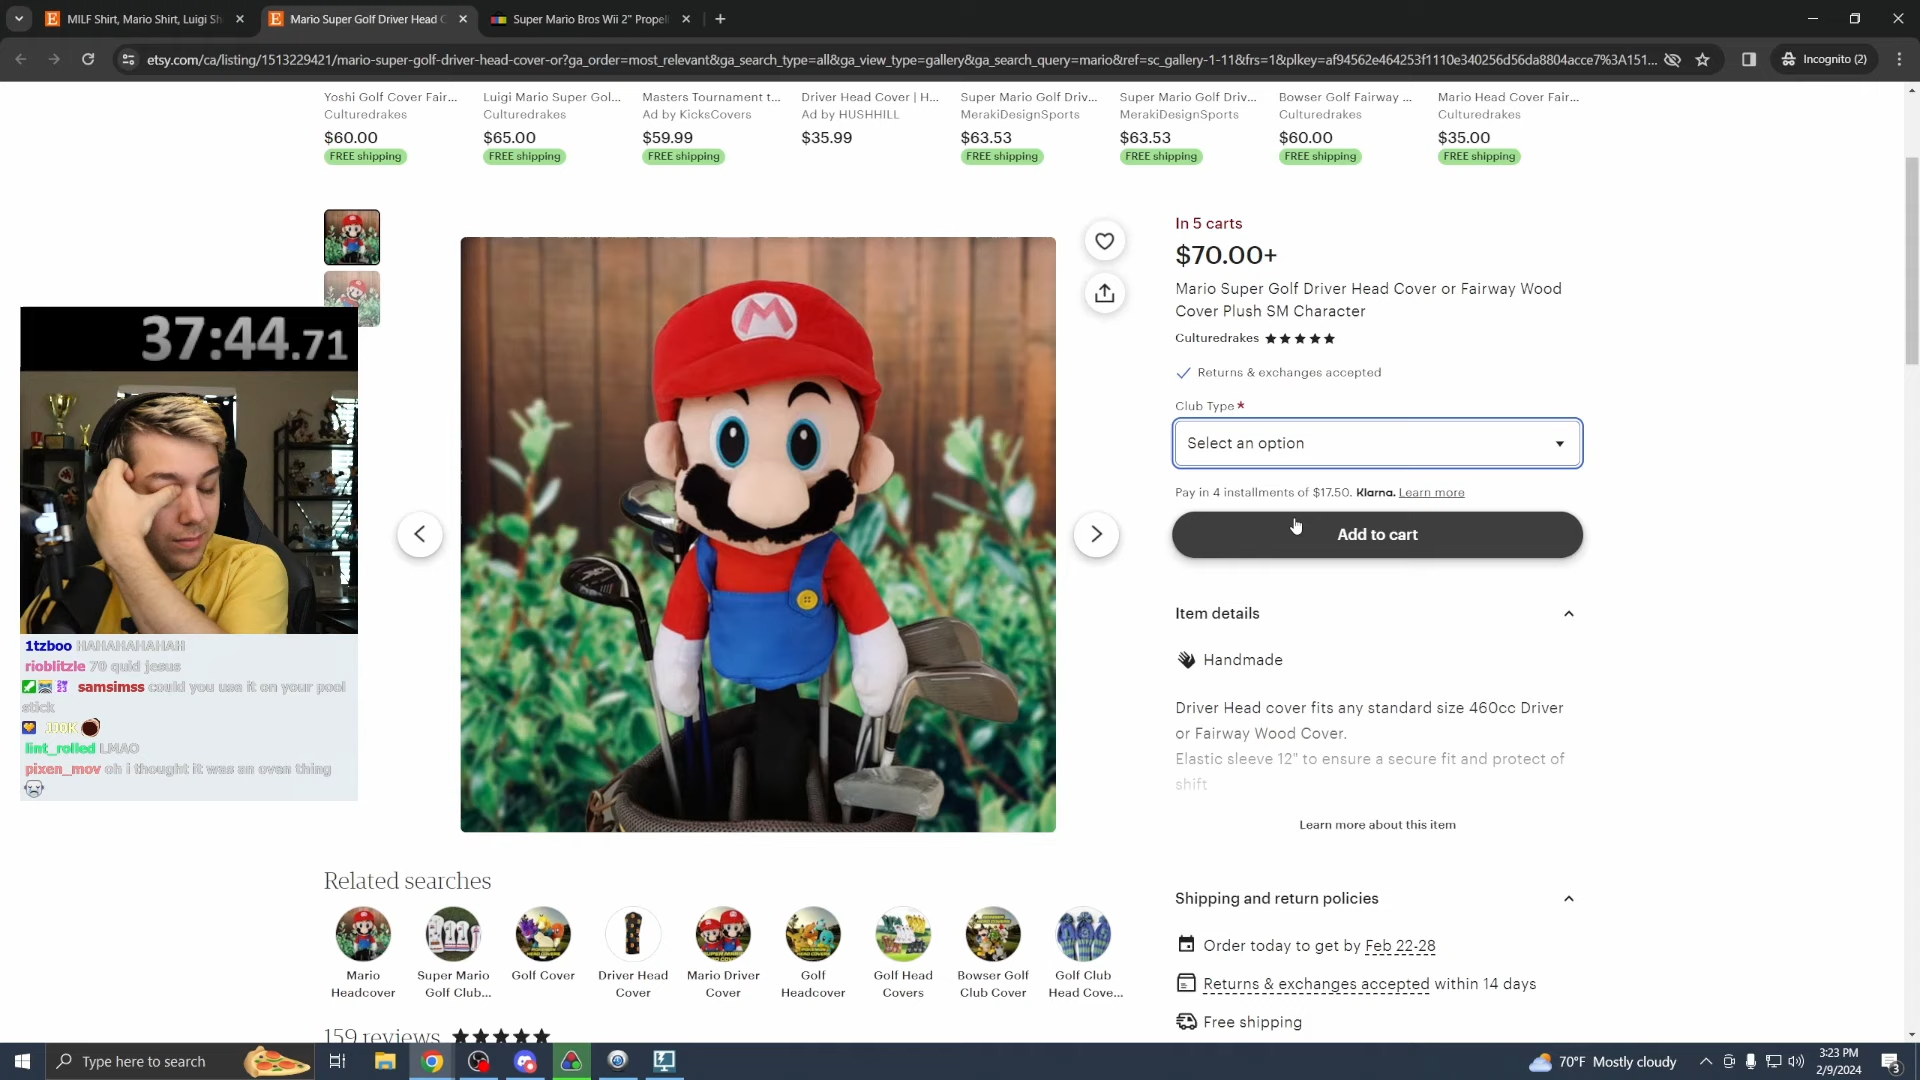 MILF Shirt, Mario Shirt, Luigi Sh
Mario Super Golf Driver Head C
Super Mario Bros Wii 2" Propel
etsy.com/ca/listing/1513229421/mario-super-golf-driver-head-cover-or?ga_order=most_relevant&ga_search_type=all&ga_view_type=gallery&ga_search_query=mario&ref=sc_gallery-1-11&frs=1&plkey=af94562e464253f1110e340256d56da8804acce7%3A151...
Incognito (2)
Yoshi Golf Cover Fair...
Culturedrakes
$60.00
FREE shipping
Luigi Mario Super Gol...
Culturedrakes
$65.00
FREE shipping
Masters Tournament t...
Ad by KicksCovers
$59.99
FREE shipping
Driver Head Cover | H...
Ad by HUSHHILL
$35.99
Super Mario Golf Driv...
MerakiDesignSports
$63.53
FREE shipping
Super Mario Golf Driv...
MerakiDesignSports
$63.53
FREE shipping
Bowser Golf Fairway ...
Culturedrakes
$60.00
FREE shipping
Mario Head Cover Fair...
Culturedrakes
$35.00
FREE shipping
37:44.71
1tzboo HAHAHAHAHAH
rioblitzle 70 quid jesus
samsimss could you use it on your pool
stick
JJ0K
lint_rolled LMAO
pixen_mov oh i thought it was an oven thing
M
In 5 carts
$70.00+
Mario Super Golf Driver Head Cover or Fairway Wood
Cover Plush SM Character
Culturedrakes
Returns & exchanges accepted
Club Type *
Select an option
Pay in 4 installments of $17.50. Klarna. Learn more
Add to cart
Item details
Handmade
Driver Head cover fits any standard size 460cc Driver
or Fairway Wood Cover.
Elastic sleeve 12" to ensure a secure fit and protect of
shift
Learn more about this item
Related searches
Mario
Headcover
Super Mario
Golf Club...
Golf Cover
Driver Head
Cover
Mario Driver
Cover
Golf
Headcover
Golf Head
Covers
Bowser Golf
Club Cover
Golf Club
Head Cove...
159 reviews
Shipping and return policies
Order today to get by Feb 22-28
Returns & exchanges accepted within 14 days
Free shipping
Type here to search
70°F Mostly cloudy
3:23 PM
2/9/2024
3